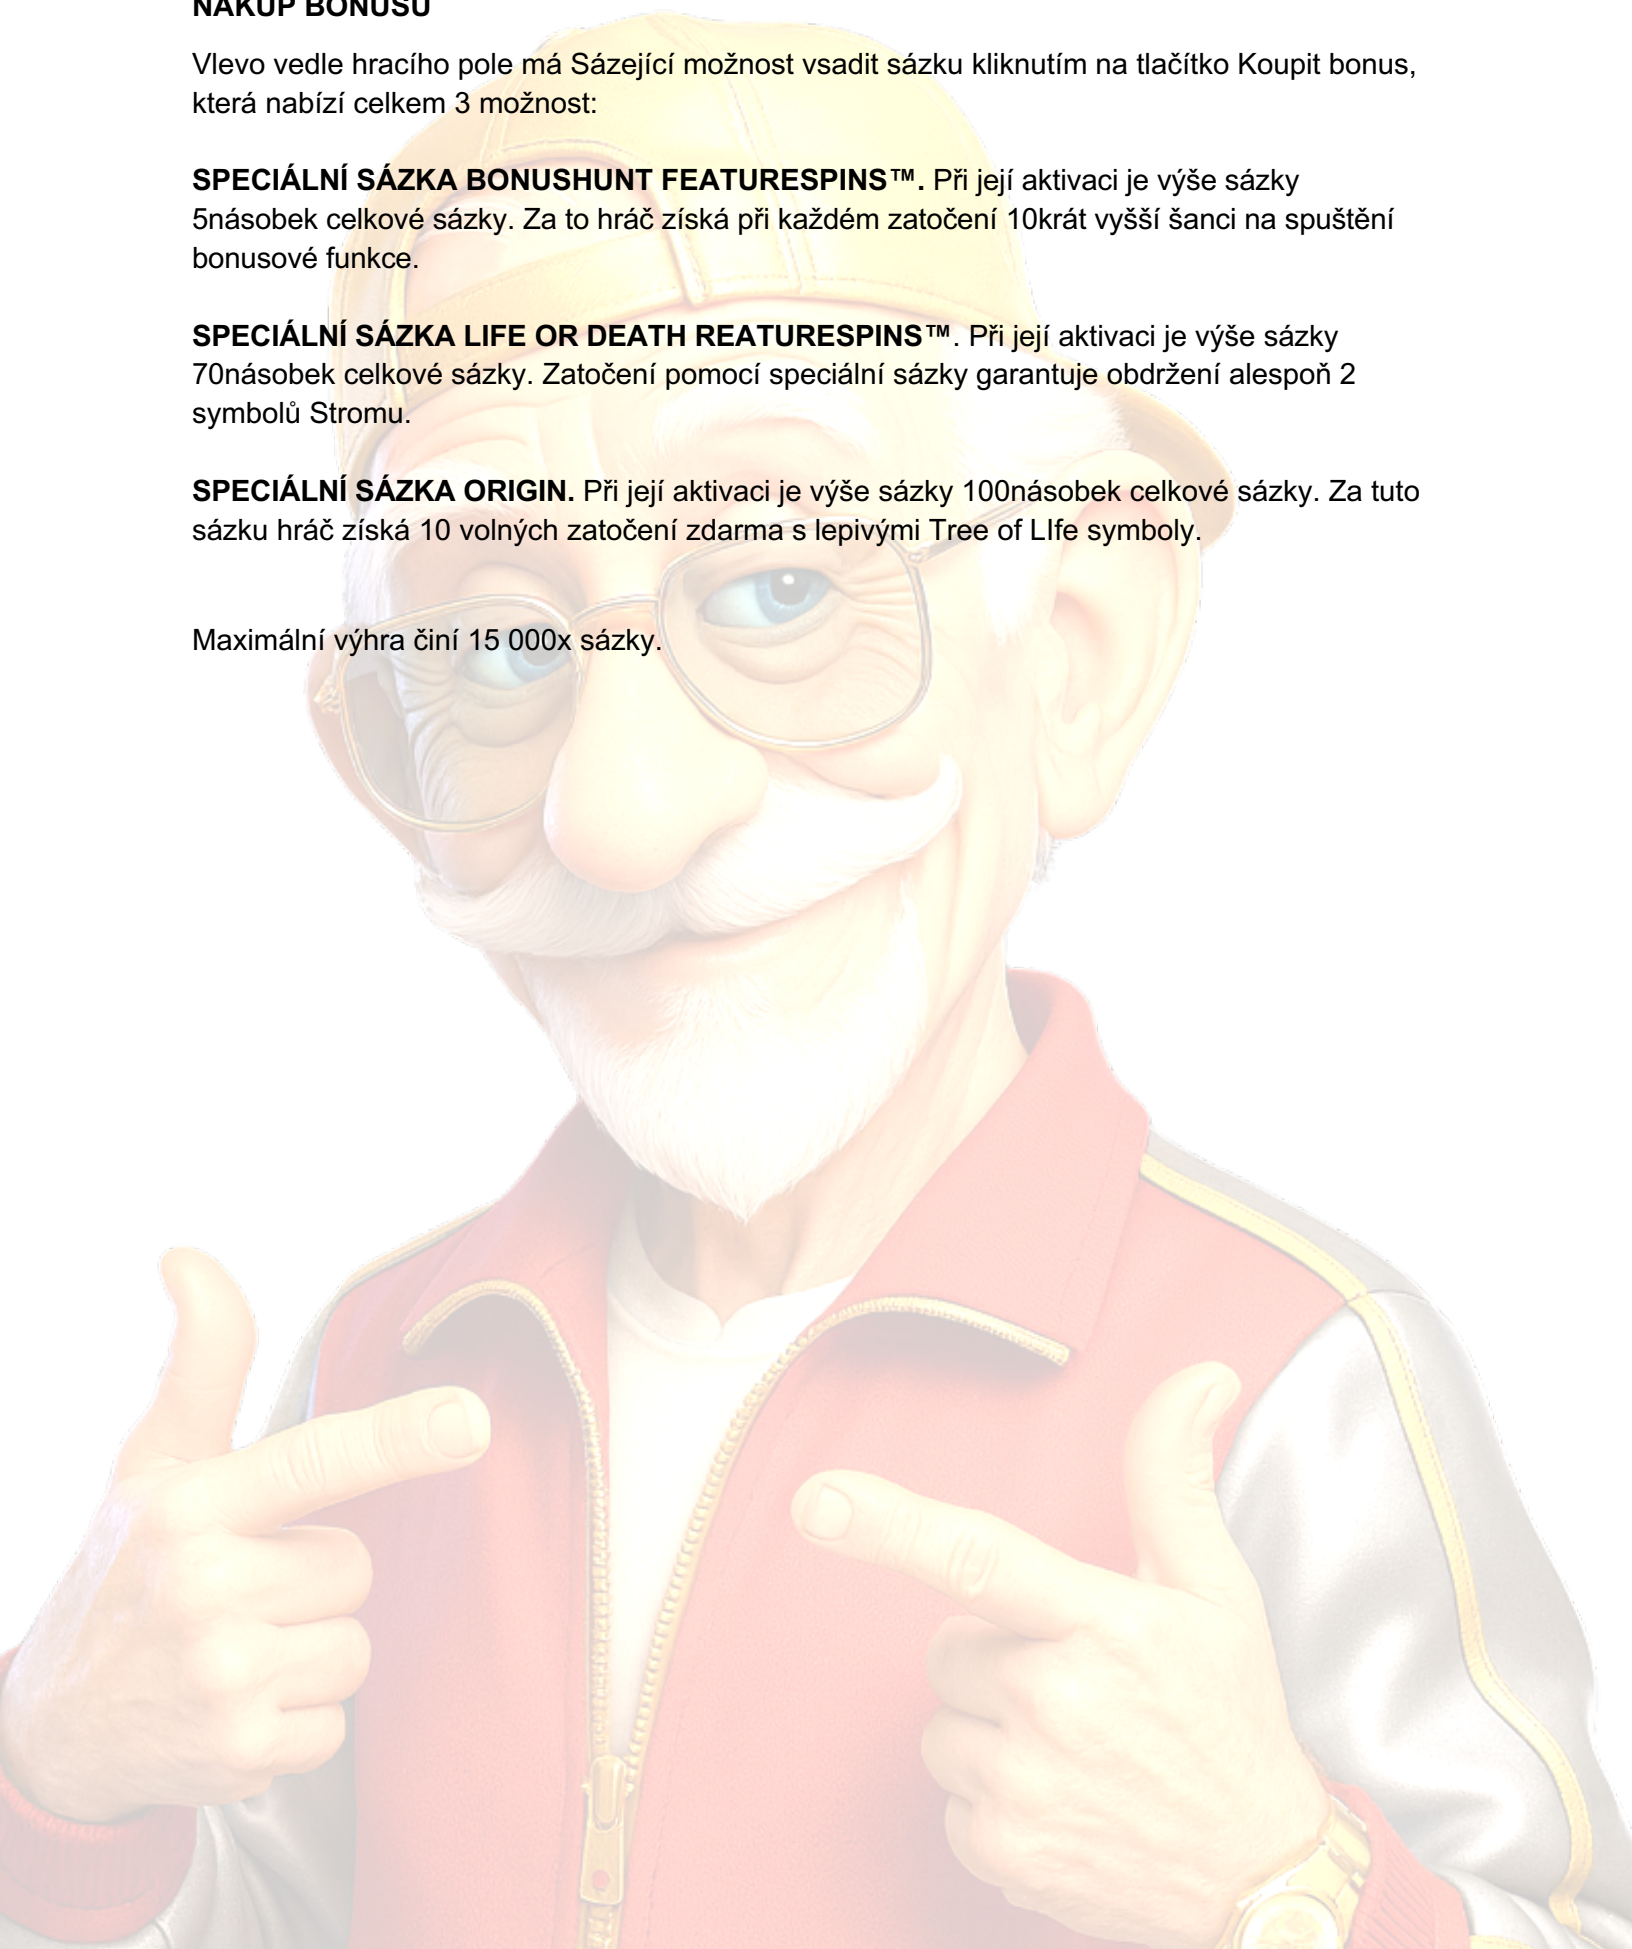 NÁKUP BONUSU
Vlevo vedle hracího pole má Sázející možnost vsadit sázku kliknutím na tlačítko Koupit bonus,
která nabízí celkem 3 možnost:
SPECIÁLNÍ SÁZKA BONUSHUNT FEATURESPINS™. Při její aktivaci je výše sázky
5násobek celkové sázky. Za to hráč získá při každém zatočení 10krát vyšší šanci na spuštění
bonusové funkce.
SPECIÁLNÍ SÁZKA LIFE OR DEATH REATURESPINS™. Při její aktivaci je výše sázky
70násobek celkové sázky. Zatočení pomocí speciální sázky garantuje obdržení alespoň 2
symbolů Stromu.
SPECIÁLNÍ SÁZKA ORIGIN. Při její aktivaci je výše sázky 100násobek celkové sázky. Za tuto
sázku hráč získá 10 volných zatočení zdarma s lepivými Tree of LIfe symboly.
Maximální výhra činí 15 000x sázky.